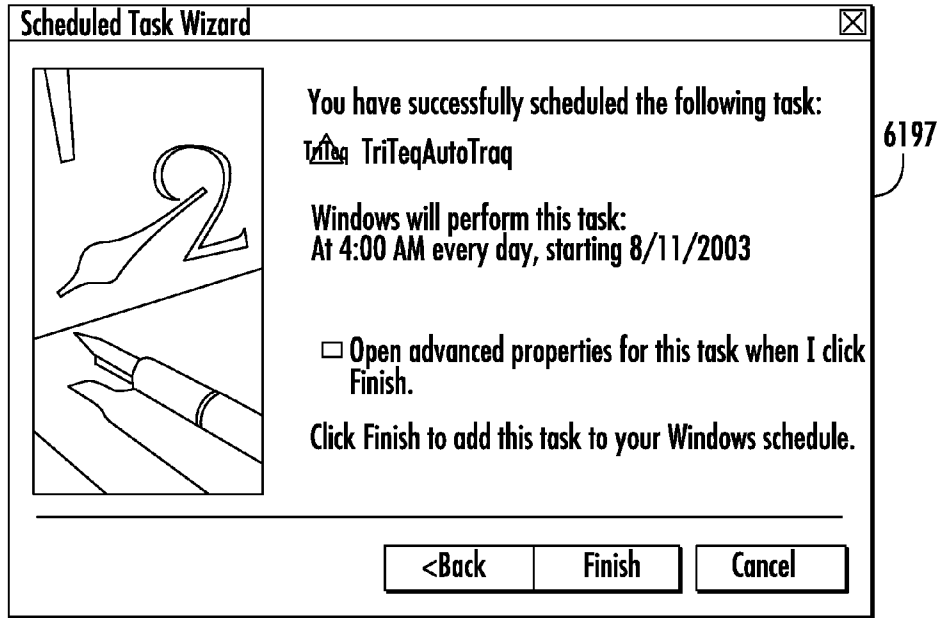 Scheduled Task Wizard
You have successfully scheduled the following task:
TriTeq TriTeqAutoTraq
Windows will perform this task:
At 4:00 AM every day, starting 8/11/2003
Open advanced properties for this task when I click
Finish.
Click Finish to add this task to your Windows schedule.
<Back Finish Cancel
6197
2